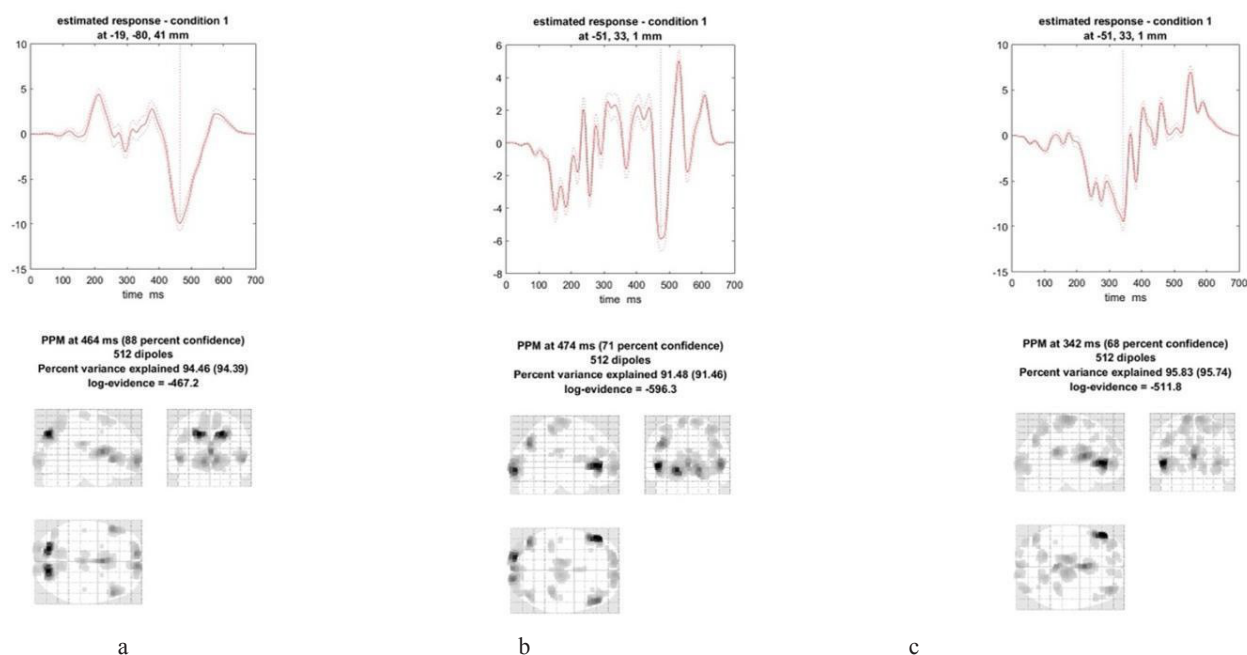 estimated response - condition 1
at -19, -80, 41 mm
10
5
0
-5
-10
-15
0 100 200 300 400 500 600 700
time ms
PPM at 464 ms (88 percent confidence)
512 dipoles
Percent variance explained 94.46 (94.39)
log-evidence = -467.2
a
estimated response - condition 1
at -51, 33, 1 mm
6
4
2
0
-2
-4
-6
-8
0 100 200 300 400 500 600 700
time ms
PPM at 474 ms (71 percent confidence)
512 dipoles
Percent variance explained 91.48 (91.46)
log-evidence = -596.3
b
estimated response - condition 1
at -51, 33, 1 mm
10
5
0
-5
-10
-15
0 100 200 300 400 500 600 700
time ms
PPM at 342 ms (68 percent confidence)
512 dipoles
Percent variance explained 95.83 (95.74)
log-evidence = -511.8
c